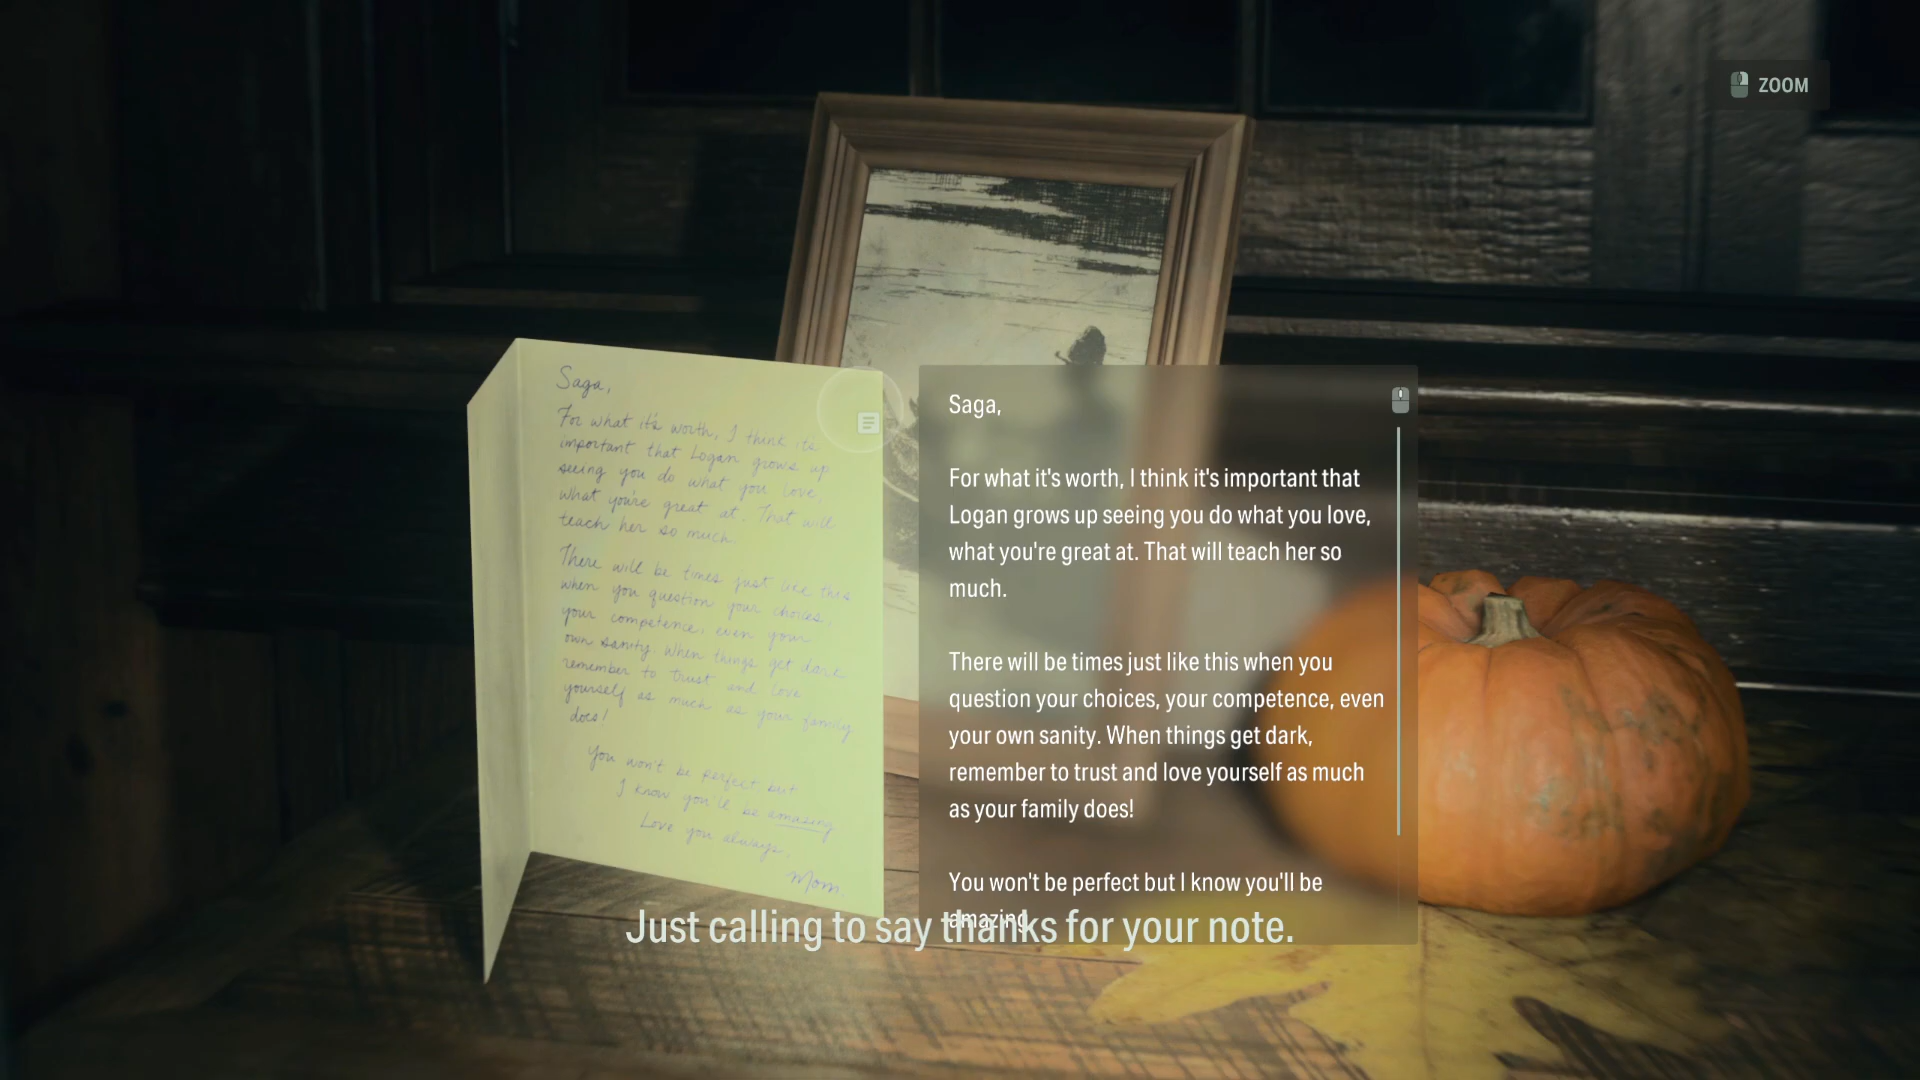 ZOOM
Saga,
For what it's worth, I think it's
important that Logan grows up
seeing you do what you love,
what you're great at. That will
teach her so much.
There will be times just like this
when you question your choices,
your competence, even your
own sanity. When things get dark,
remember to trust and love
yourself as much as your family
does!
You won't be perfect but
I know you'll be amazing
Love you always,
Mom
Saga,
For what it's worth, I think it's important that
Logan grows up seeing you do what you love,
what you're great at. That will teach her so
much.
There will be times just like this when you
question your choices, your competence, even
your own sanity. When things get dark,
remember to trust and love yourself as much
as your family does!
You won't be perfect but I know you'll be
amazing
Just calling to say thanks for your note.